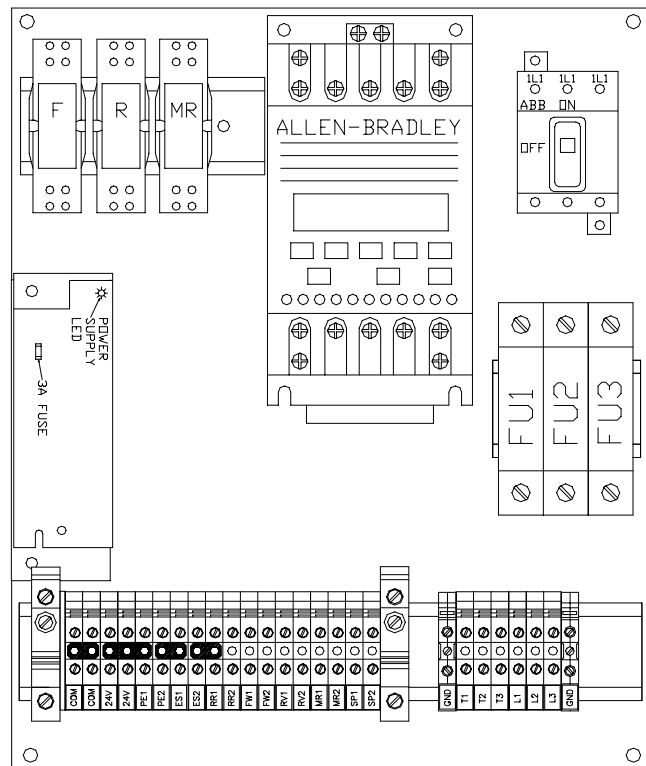 F R MR
ALLEN-BRADLEY
1L1 1L1 1L1
ABB ON
OFF
POWER
SUPPLY
LED
3A FUSE
FU1 FU2 FU3
COM COM 24V 24V PE1 PE2 ES1 ES2 RR1 RR2 FW1 FW2 RV1 RV2 MR1 MR2 SP1 SP2
GND T1 T2 T3 L1 L2 L3 GND